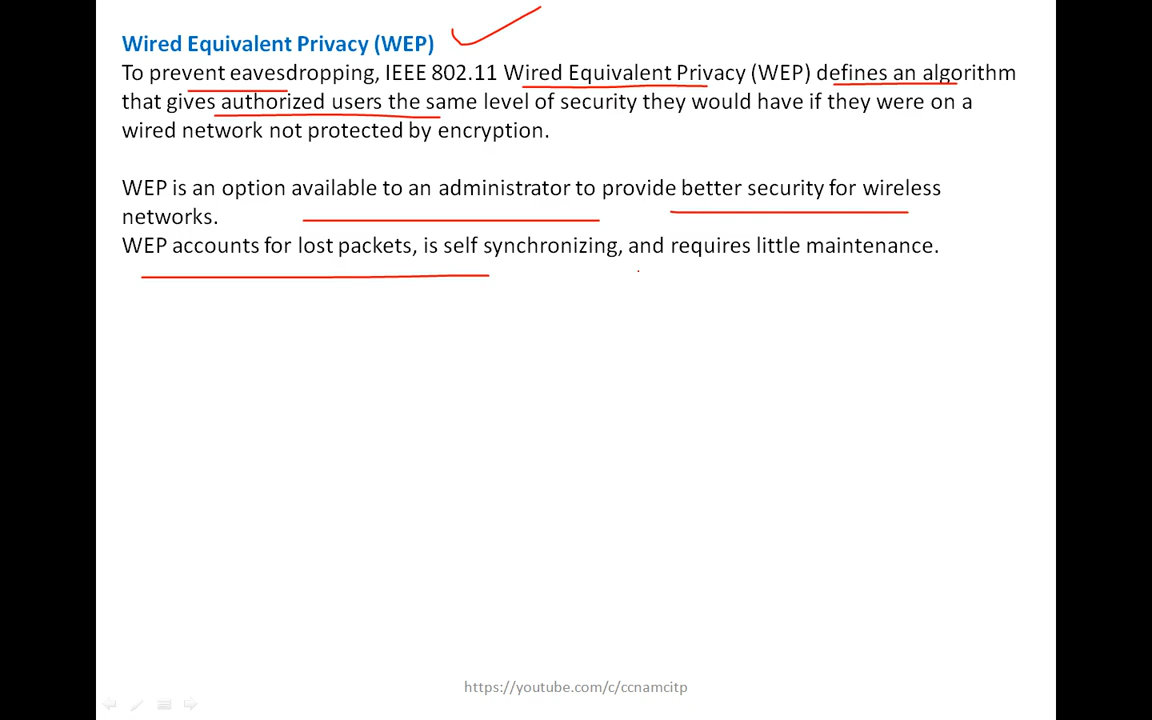 Wired Equivalent Privacy (WEP)
To prevent eavesdropping, IEEE 802.11 Wired Equivalent Privacy (WEP) defines an algorithm
that gives authorized users the same level of security they would have if they were on a
wired network not protected by encryption.
WEP is an option available to an administrator to provide better security for wireless
networks.
WEP accounts for lost packets, is self synchronizing, and requires little maintenance.
https://youtube.com/c/ccnamcitp